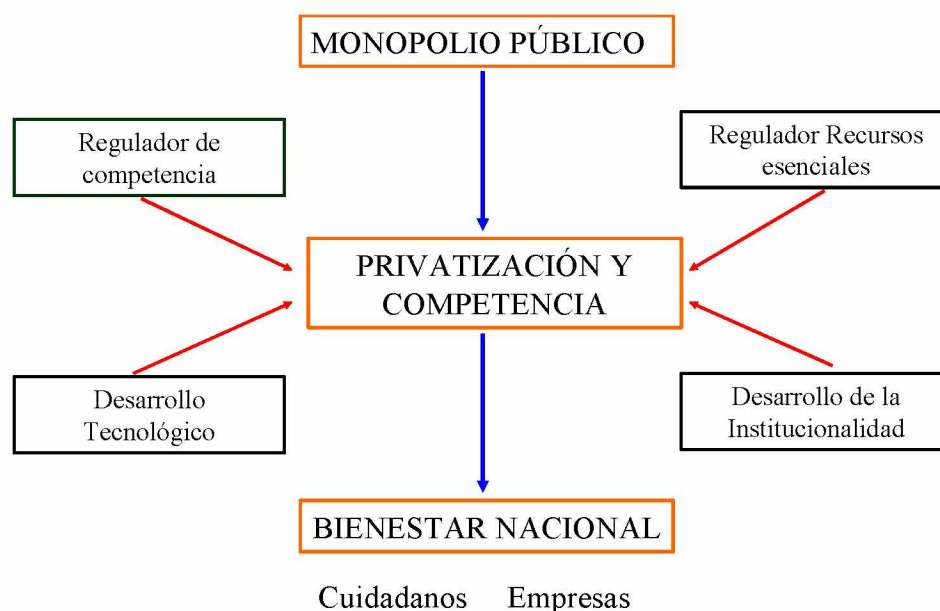 MONOPOLIO PÚBLICO
Regulador de
competencia
Regulador Recursos
esenciales
PRIVATIZACIÓN Y
COMPETENCIA
Desarrollo
Tecnológico
Desarrollo de la
Institucionalidad
BIENESTAR NACIONAL
Cuidadanos Empresas